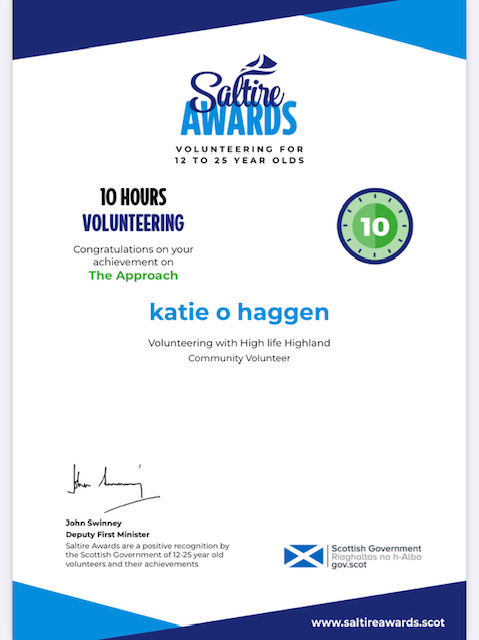 Saltire
AWARDS
VOLUNTEERING FOR
12 TO 25 YEAR OLDS
10 HOURS
VOLUNTEERING
Congratulations on your
achievement on
The Approach
10
katie o haggen
Volunteering with High life Highland
Community Volunteer
John Swinney
John Swinney
Deputy First Minister
Saltire Awards are a positive recognition by
the Scottish Government of 12-25 year old
volunteers and their achievements
Scottish Government
Riaghaltas na h-Alba
gov.scot
www.saltireawards.scot